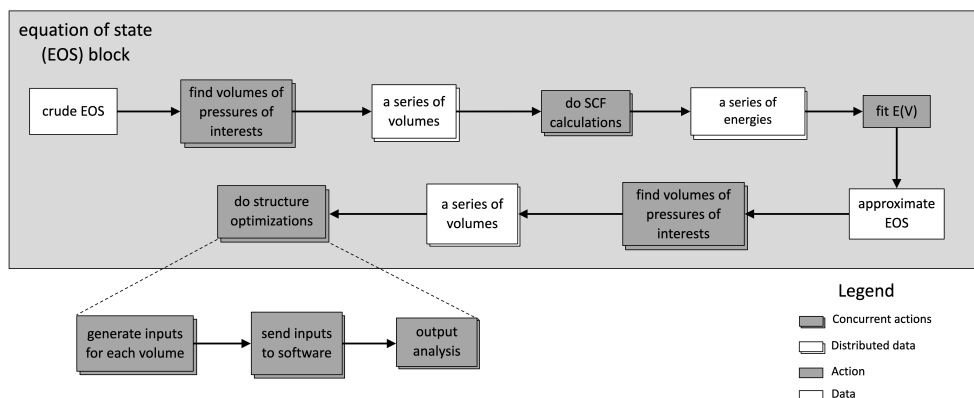 equation of state
(EOS) block
crude EOS
find volumes of
pressures of
interests
a series of
volumes
do SCF
calculations
a series of
energies
fit E(V)
do structure
optimizations
a series of
volumes
find volumes of
pressures of
interests
approximate
EOS
generate inputs
for each volume
send inputs
to software
output
analysis
Legend
Concurrent actions
Distributed data
Action
Data